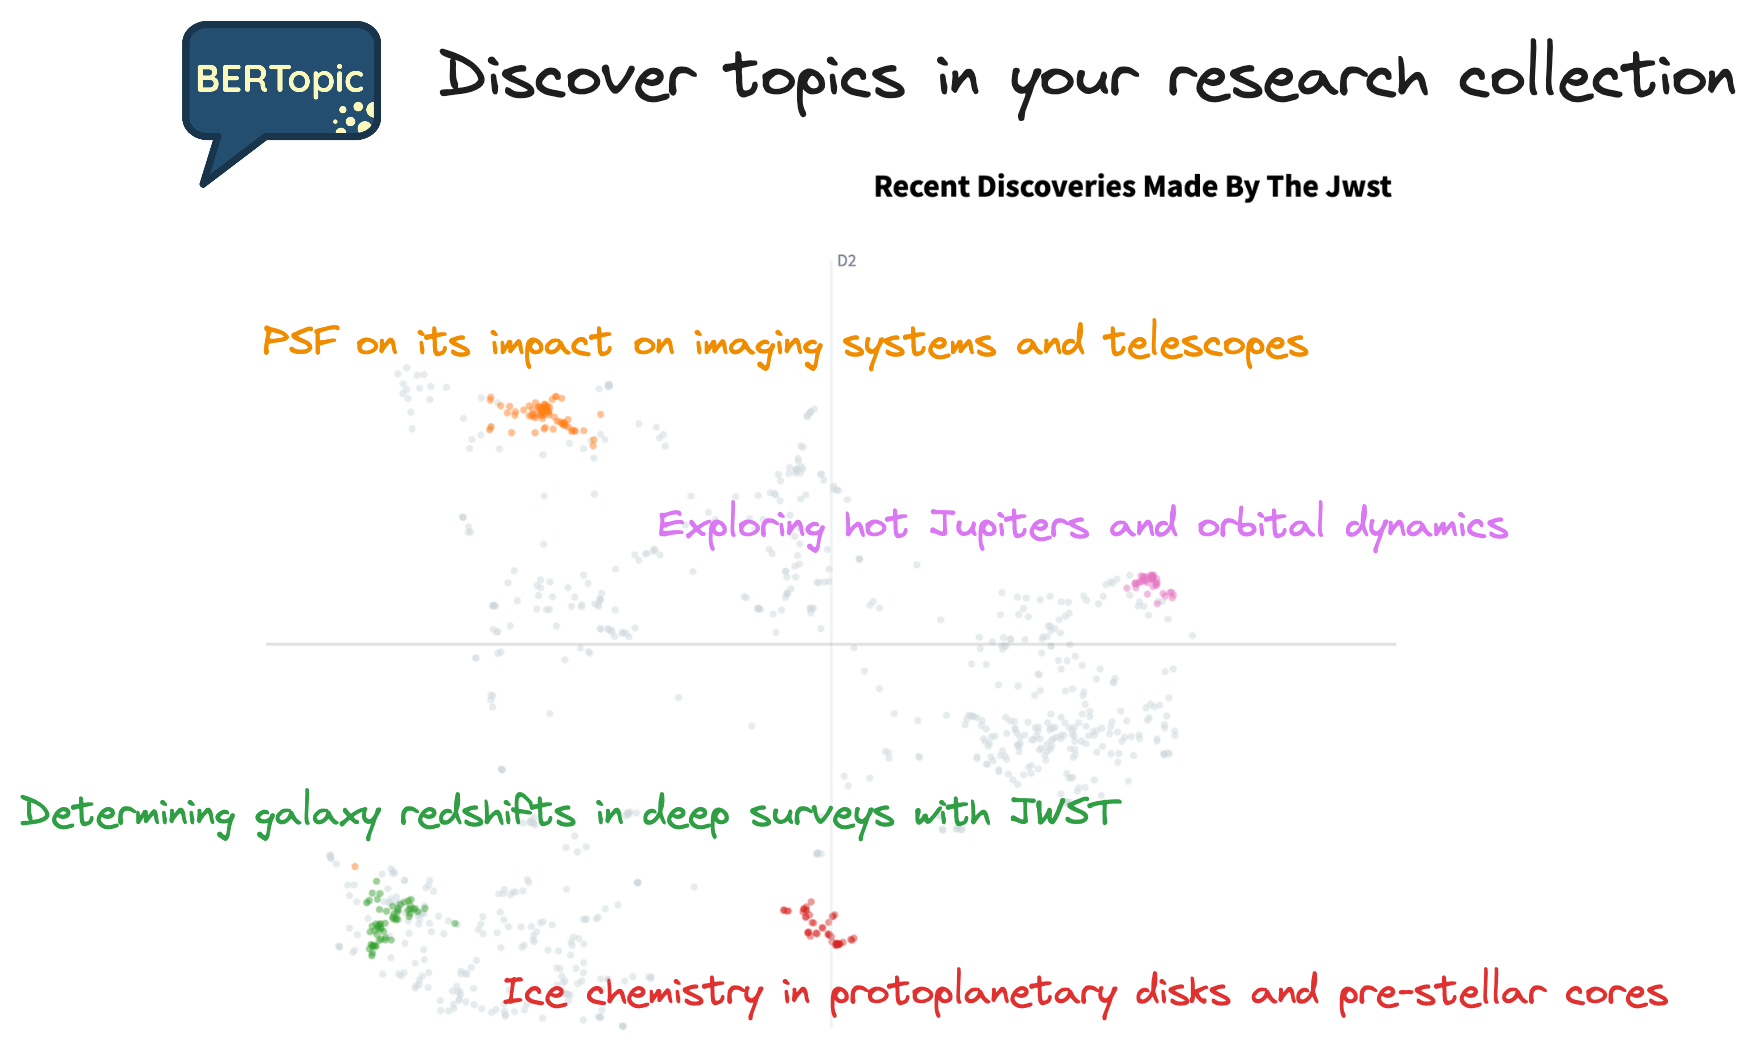 BERTopic
Discover topics in your research collection
Recent Discoveries Made By The Jwst
D2
PSF on its impact on imaging systems and telescopes
Exploring hot Jupiters and orbital dynamics
Determining galaxy redshifts in deep surveys with JWST
Ice chemistry in protoplanetary disks and pre-stellar cores